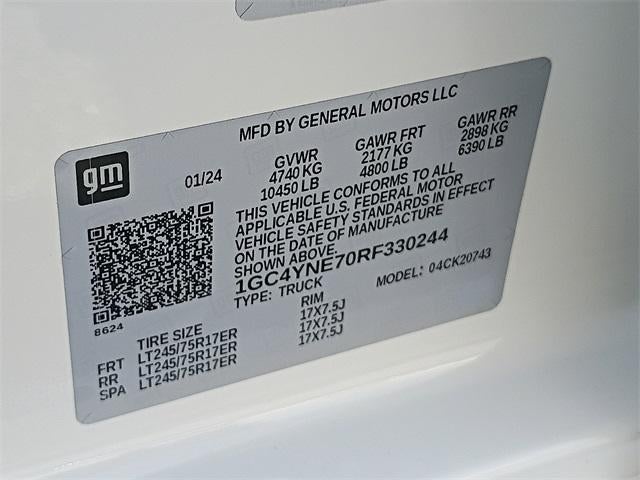 MFD BY GENERAL MOTORS LLC
gm
01/24
GVWR GAWR FRT GAWR RR
4740 KG 2177 KG 2898 KG
10450 LB 4800 LB 6390 LB
THIS VEHICLE CONFORMS TO ALL
APPLICABLE U.S. FEDERAL MOTOR
VEHICLE SAFETY STANDARDS IN EFFECT
ON THE DATE OF MANUFACTURE
SHOWN ABOVE.
1GC4YNE70RF330244
TYPE: TRUCK MODEL: 04CK20743
8624
TIRE SIZE RIM
FRT LT245/75R17ER 17X7.5J
RR LT245/75R17ER 17X7.5J
SPA LT245/75R17ER 17X7.5J